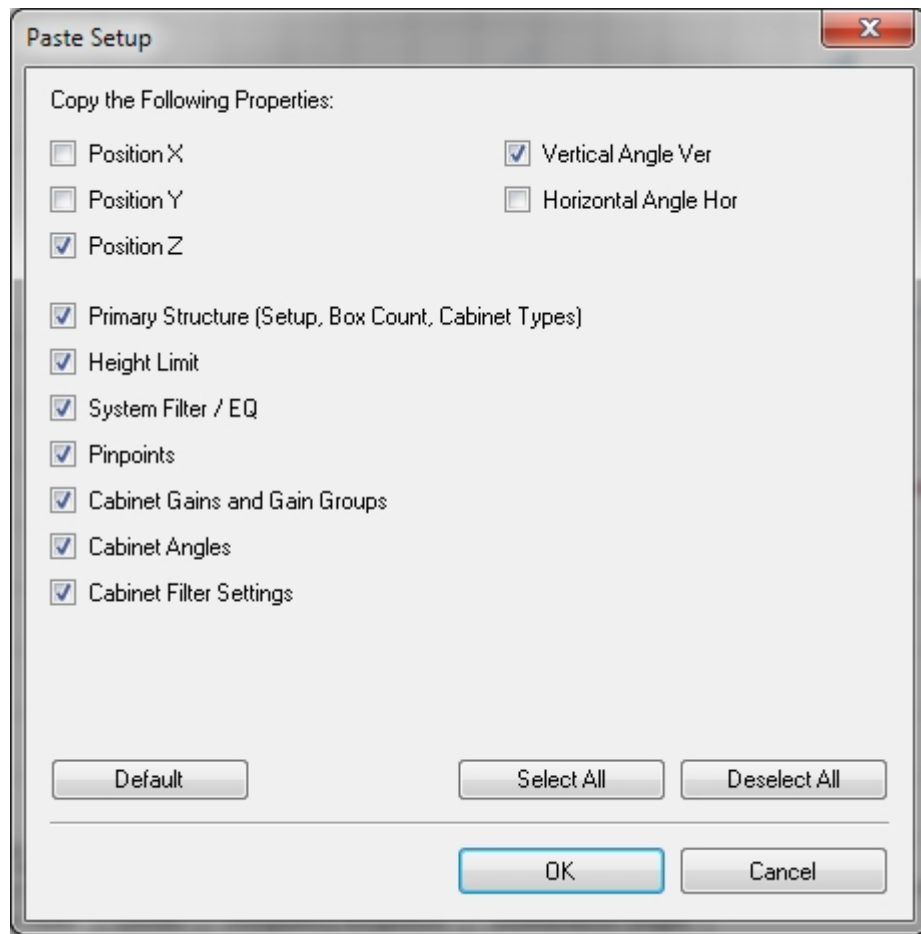 Paste Setup
Copy the Following Properties:
Position X
Vertical Angle Ver
Position Y
Horizontal Angle Hor
Position Z
Primary Structure (Setup, Box Count, Cabinet Types)
Height Limit
System Filter / EQ
Pinpoints
Cabinet Gains and Gain Groups
Cabinet Angles
Cabinet Filter Settings
Default
Select All
Deselect All
OK
Cancel